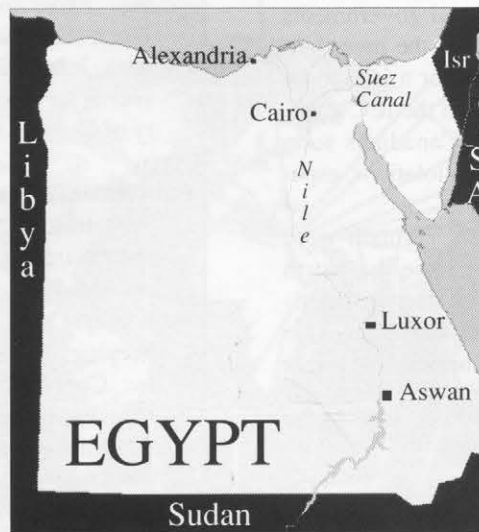 Alexandria
Isr
Suez
Canal
Cairo
Libya
Nile
S
A
Luxor
Aswan
EGYPT
Sudan